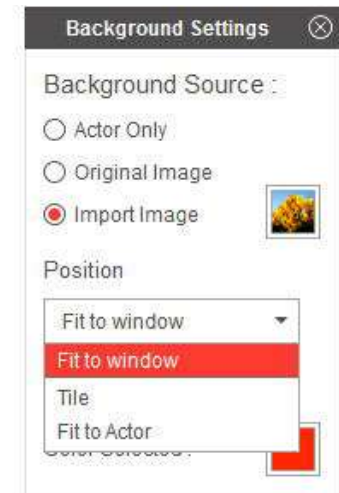 Background Settings
Background Source :
Actor Only
Original Image
Import Image
Position
Fit to window
Fit to window
Tile
Fit to Actor